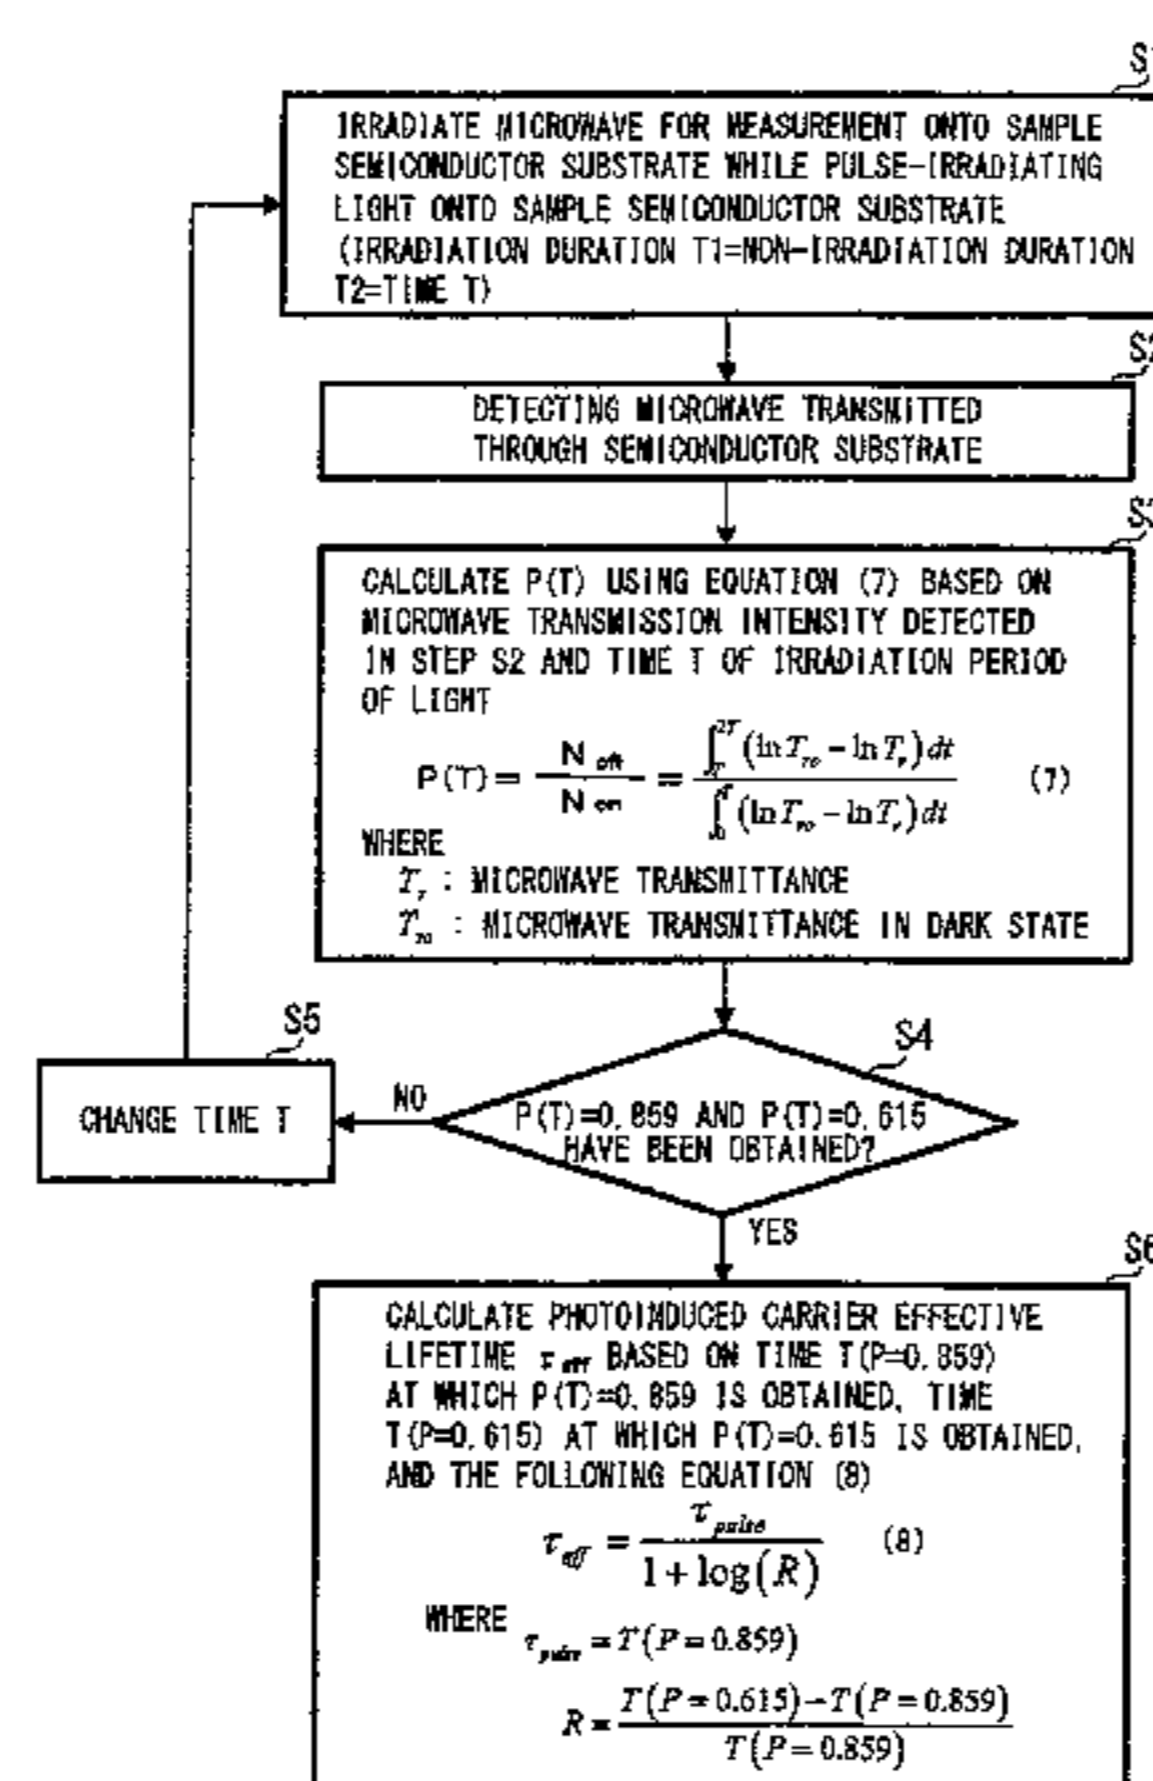 S1
IRRADIATE MICROWAVE FOR MEASUREMENT ONTO SAMPLE
SEMICONDUCTOR SUBSTRATE WHILE PULSE-IRRADIATING
LIGHT ONTO SAMPLE SEMICONDUCTOR SUBSTRATE
(IRRADIATION DURATION T1=NON-IRRADIATION DURATION
T2=TIME T)
S2
DETECTING MICROWAVE TRANSMITTED
THROUGH SEMICONDUCTOR SUBSTRATE
S3
CALCULATE P(T) USING EQUATION (7) BASED ON
MICROWAVE TRANSMISSION INTENSITY DETECTED
IN STEP S2 AND TIME T OF IRRADIATION PERIOD
OF LIGHT
P(T) = N off / N on = ∫_T^2T (ln T_ro − ln T_r) dt / ∫_0^T (ln T_ro − ln T_r) dt (7)
WHERE
T_r : MICROWAVE TRANSMITTANCE
T_ro : MICROWAVE TRANSMITTANCE IN DARK STATE
S4
P(T)=0.859 AND P(T)=0.615
HAVE BEEN OBTAINED?
NO
S5
CHANGE TIME T
YES
S6
CALCULATE PHOTOINDUCED CARRIER EFFECTIVE
LIFETIME τ eff BASED ON TIME T(P=0.859)
AT WHICH P(T)=0.859 IS OBTAINED, TIME
T(P=0.615) AT WHICH P(T)=0.615 IS OBTAINED,
AND THE FOLLOWING EQUATION (8)
τ_eff = τ_pulse / 1+log(R) (8)
WHERE τ_pulse = T(P=0.859)
R = T(P=0.615)−T(P=0.859) / T(P=0.859)